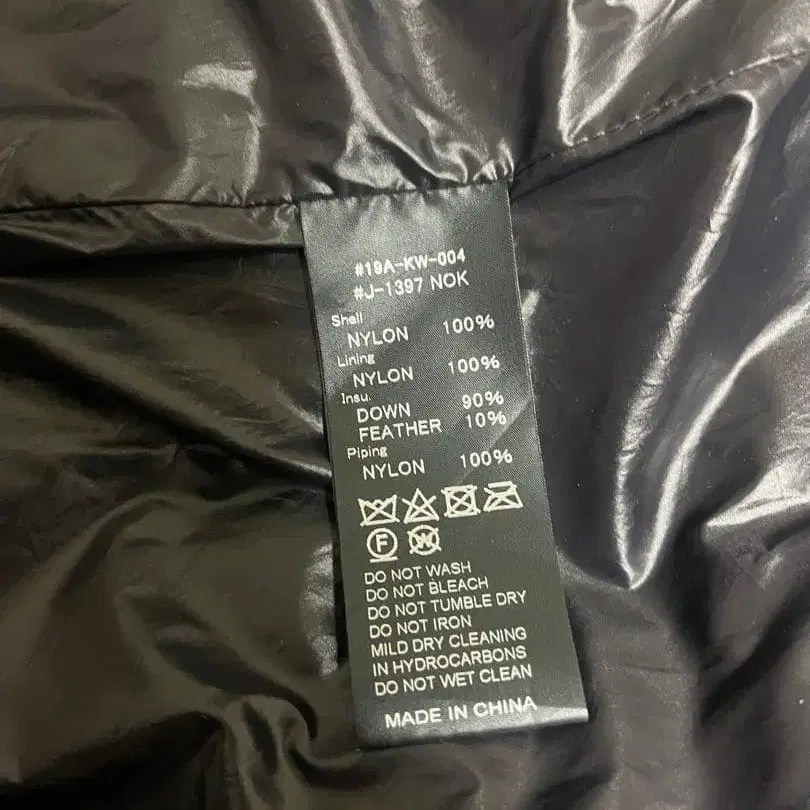 #19A-KW-004
#J-1397 NOK
Shell
NYLON 100%
Lining
NYLON 100%
Insu.
DOWN 90%
FEATHER 10%
Piping
NYLON 100%
F W
DO NOT WASH
DO NOT BLEACH
DO NOT TUMBLE DRY
DO NOT IRON
MILD DRY CLEANING
IN HYDROCARBONS
DO NOT WET CLEAN
MADE IN CHINA